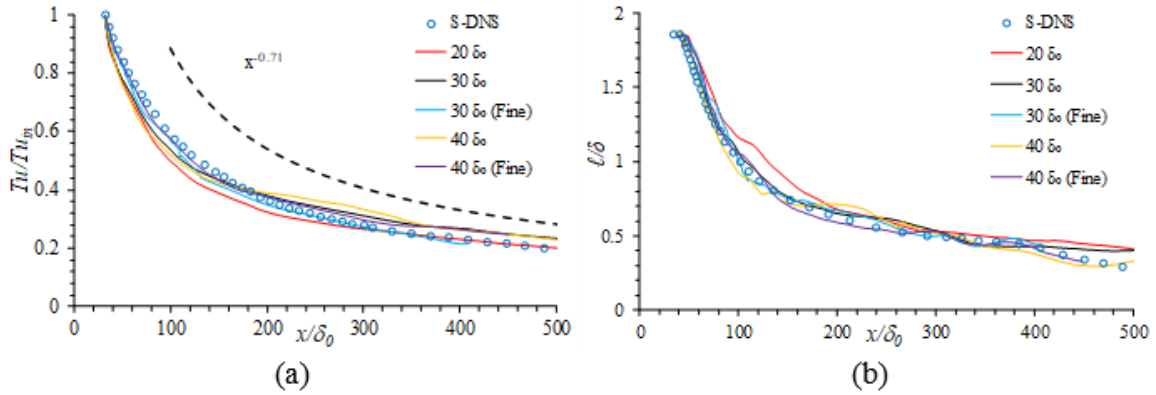 1
0.8
0.6
0.4
0.2
0
Tu/Tu_in
0 100 200 300 400 500
x/δ₀
x^-0.71
S-DNS
20 δ₀
30 δ₀
30 δ₀ (Fine)
40 δ₀
40 δ₀ (Fine)
(a)
2
1.5
1
0.5
0
ℓ/δ
0 100 200 300 400 500
x/δ₀
S-DNS
20 δ₀
30 δ₀
30 δ₀ (Fine)
40 δ₀
40 δ₀ (Fine)
(b)